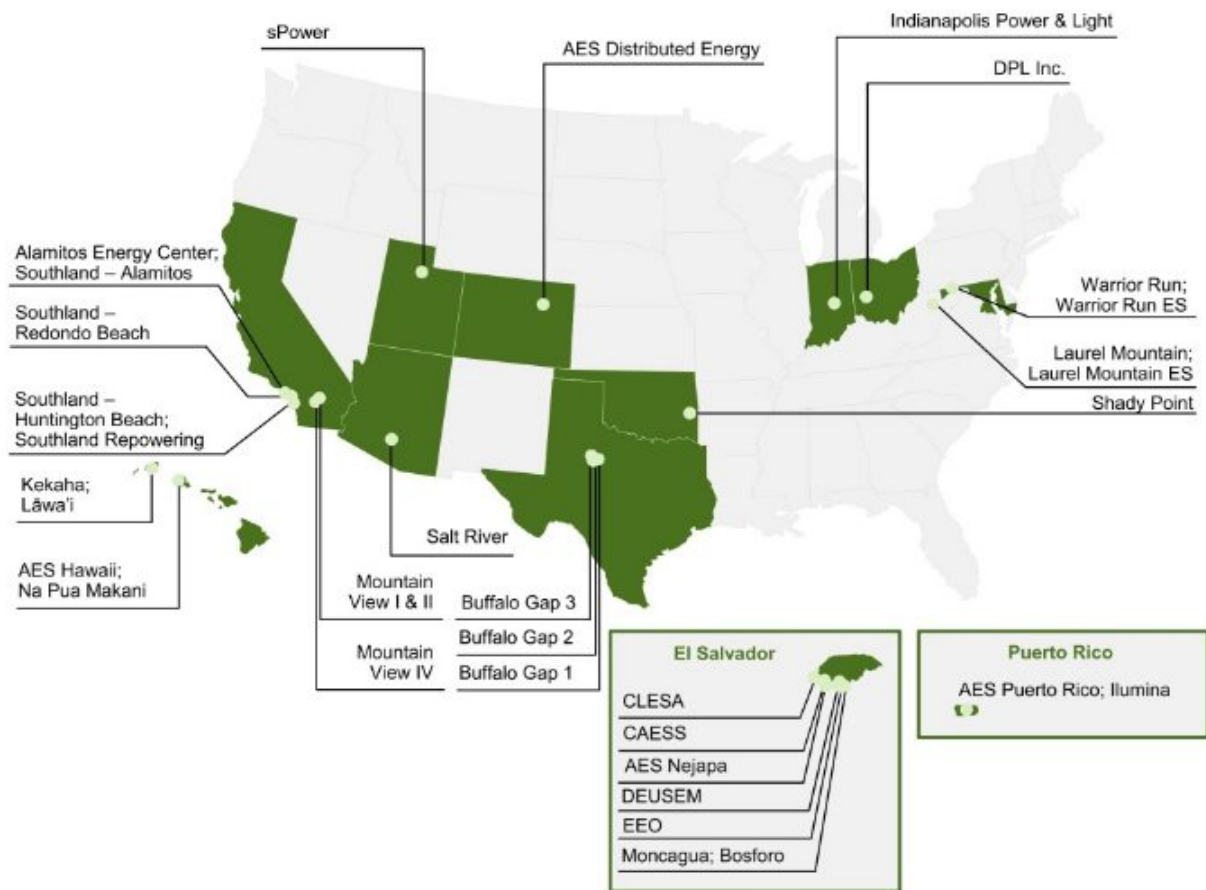 sPower
AES Distributed Energy
Indianapolis Power & Light
DPL Inc.
Alamitos Energy Center;
Southland – Alamitos
Southland –
Redondo Beach
Southland –
Huntington Beach;
Southland Repowering
Kekaha;
Lāwa'i
AES Hawaii;
Na Pua Makani
Warrior Run;
Warrior Run ES
Laurel Mountain;
Laurel Mountain ES
Shady Point
Salt River
Mountain
View I & II
Mountain
View IV
Buffalo Gap 3
Buffalo Gap 2
Buffalo Gap 1
El Salvador
CLESA
CAESS
AES Nejapa
DEUSEM
EEO
Moncagua; Bosforo
Puerto Rico
AES Puerto Rico; Ilumina